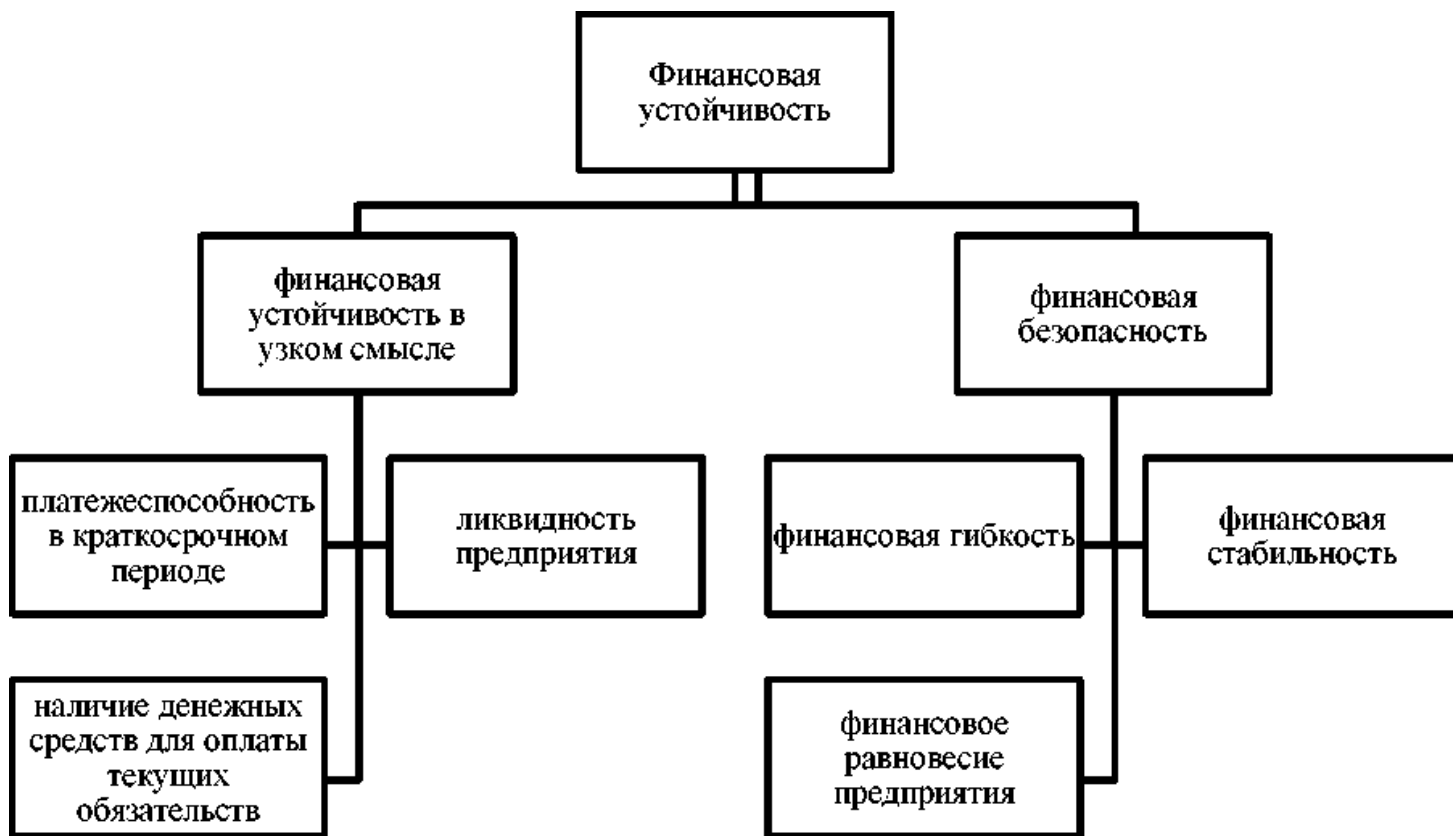 Финансовая
устойчивость
финансовая
устойчивость в
узком смысле
финансовая
безопасность
платежеспособность
в краткосрочном
периоде
ликвидность
предприятия
финансовая гибкость
финансовая
стабильность
наличие денежных
средств для оплаты
текущих
обязательств
финансовое
равновесие
предприятия